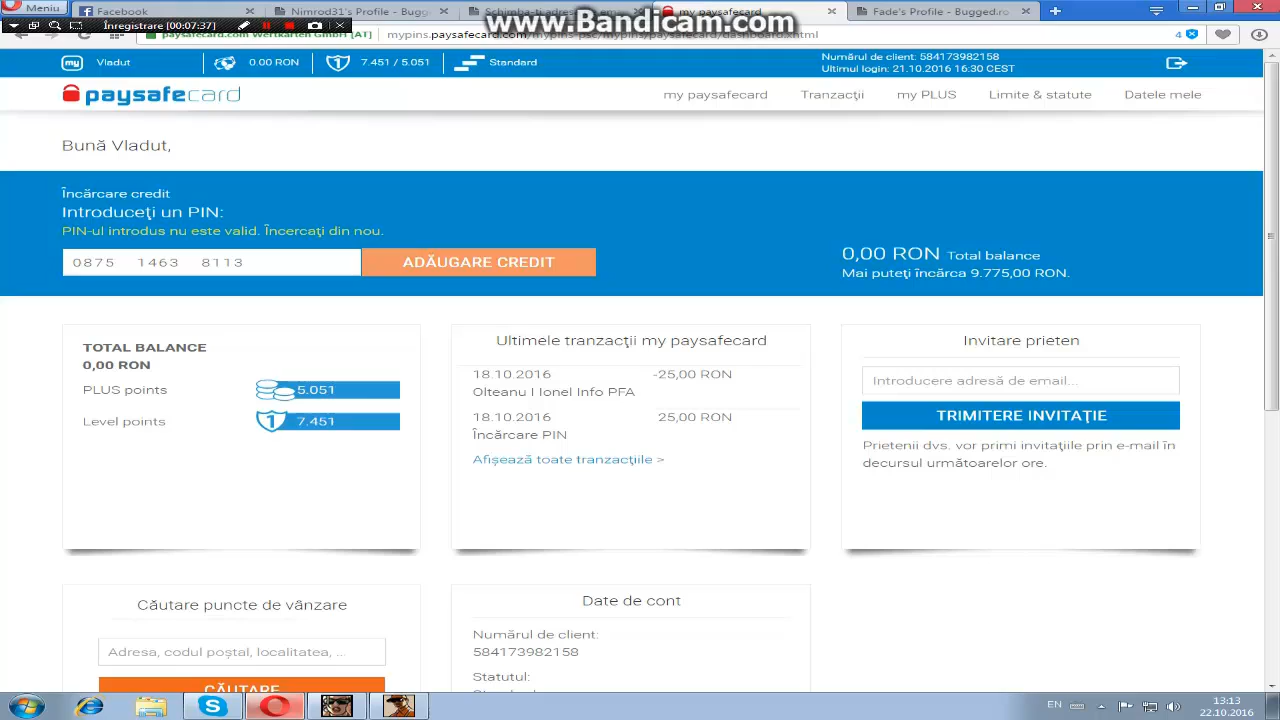 Meniu
Facebook
Nimrod31's Profile - Bugg
Fade's Profile - Bugged.ro
www.Bandicam.com
Înregistrare [00:07:37]
paysafecard.com Wertkarten GmbH [AT]
4
Vladut
0.00 RON
7.451 / 5.051
Standard
Numărul de client: 584173982158
Ultimul login: 21.10.2016 16:30 CEST
paysafecard
my paysafecard
Tranzacţii
my PLUS
Limite & statute
Datele mele
Bună Vladut,
Încărcare credit
Introduceţi un PIN:
PIN-ul introdus nu este valid. Încercaţi din nou.
0875 1463 8113
ADĂUGARE CREDIT
0,00 RON Total balance
Mai puteţi încărca 9.775,00 RON.
TOTAL BALANCE
0,00 RON
PLUS points
5.051
Level points
1
7.451
Ultimele tranzacţii my paysafecard
18.10.2016 -25,00 RON
Olteanu I Ionel Info PFA
18.10.2016 25,00 RON
Încărcare PIN
Afişează toate tranzacţiile >
Invitare prieten
Introducere adresă de email...
TRIMITERE INVITAŢIE
Prietenii dvs. vor primi invitaţiile prin e-mail în
decursul următoarelor ore.
Căutare puncte de vânzare
Adresa, codul poştal, localitatea, ...
CĂUTARE
Date de cont
Numărul de client:
584173982158
Statutul:
EN
13:13
22.10.2016